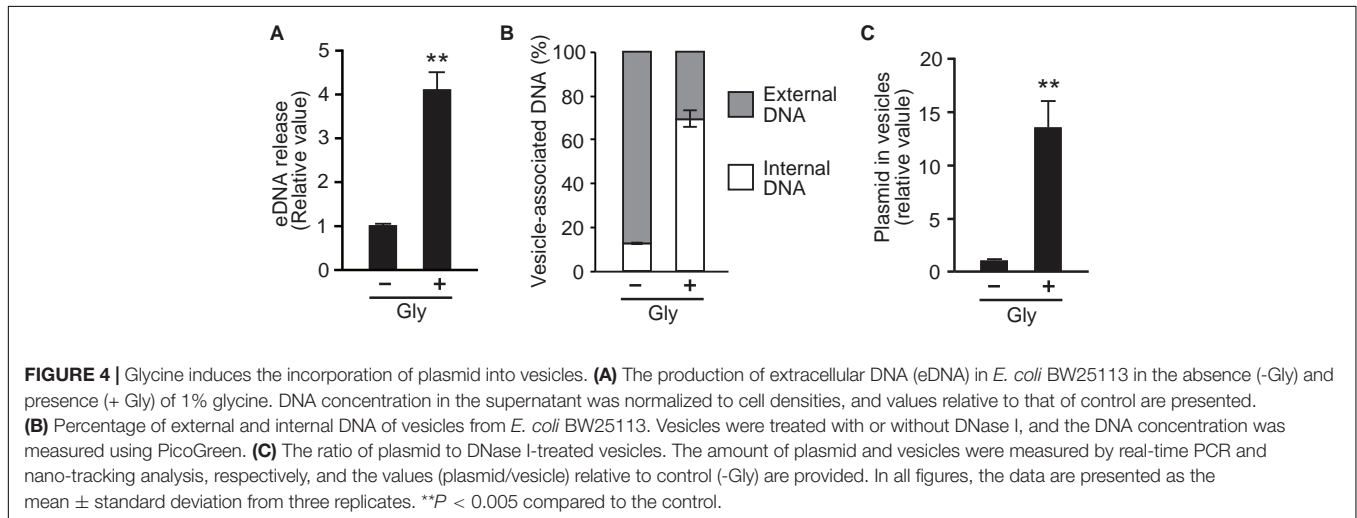 A
eDNA release
(Relative value)
5
4
3
2
1
0
**
− +
Gly
B
Vesicle-associated DNA (%)
100
80
60
40
20
0
− +
Gly
External
DNA
Internal
DNA
C
Plasmid in vesicles
(relative valule)
20
15
10
5
0
**
− +
Gly
FIGURE 4 | Glycine induces the incorporation of plasmid into vesicles. (A) The production of extracellular DNA (eDNA) in E. coli BW25113 in the absence (-Gly) and
presence (+ Gly) of 1% glycine. DNA concentration in the supernatant was normalized to cell densities, and values relative to that of control are presented.
(B) Percentage of external and internal DNA of vesicles from E. coli BW25113. Vesicles were treated with or without DNase I, and the DNA concentration was
measured using PicoGreen. (C) The ratio of plasmid to DNase I-treated vesicles. The amount of plasmid and vesicles were measured by real-time PCR and
nano-tracking analysis, respectively, and the values (plasmid/vesicle) relative to control (-Gly) are provided. In all figures, the data are presented as the
mean ± standard deviation from three replicates. **P < 0.005 compared to the control.